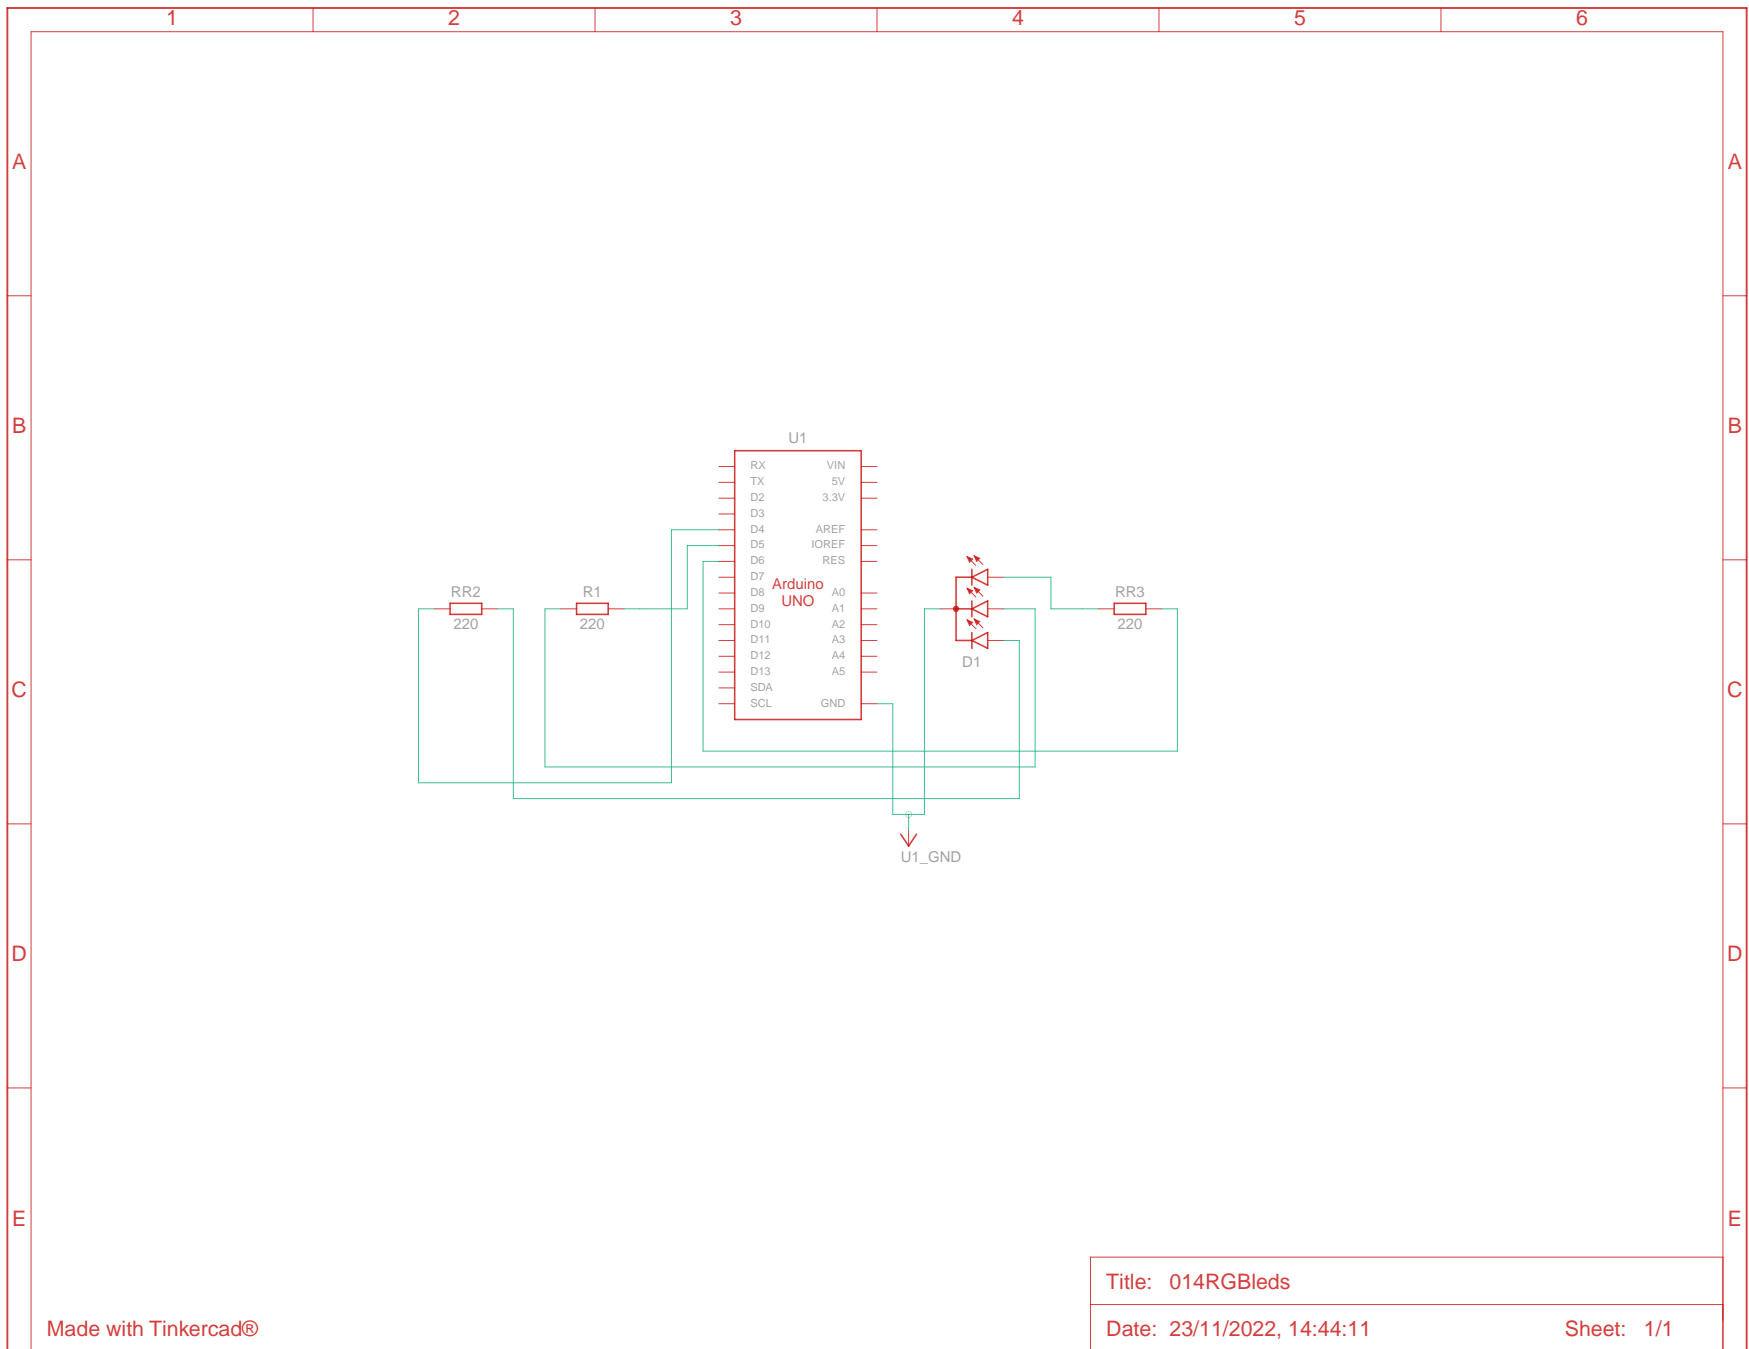 1 2 3 4 5 6
A A
B B
U1
RX VIN
TX 5V
D2 3.3V
D3
D4 AREF
D5 IOREF
D6 RES
D7
Arduino
UNO
D8 A0
D9 A1
D10 A2
D11 A3
D12 A4
D13 A5
SDA
SCL GND
RR2 R1 RR3
220 220 220
D1
C C
U1_GND
D D
E E
Title: 014RGBleds
Made with Tinkercad®
Date: 23/11/2022, 14:44:11 Sheet: 1/1